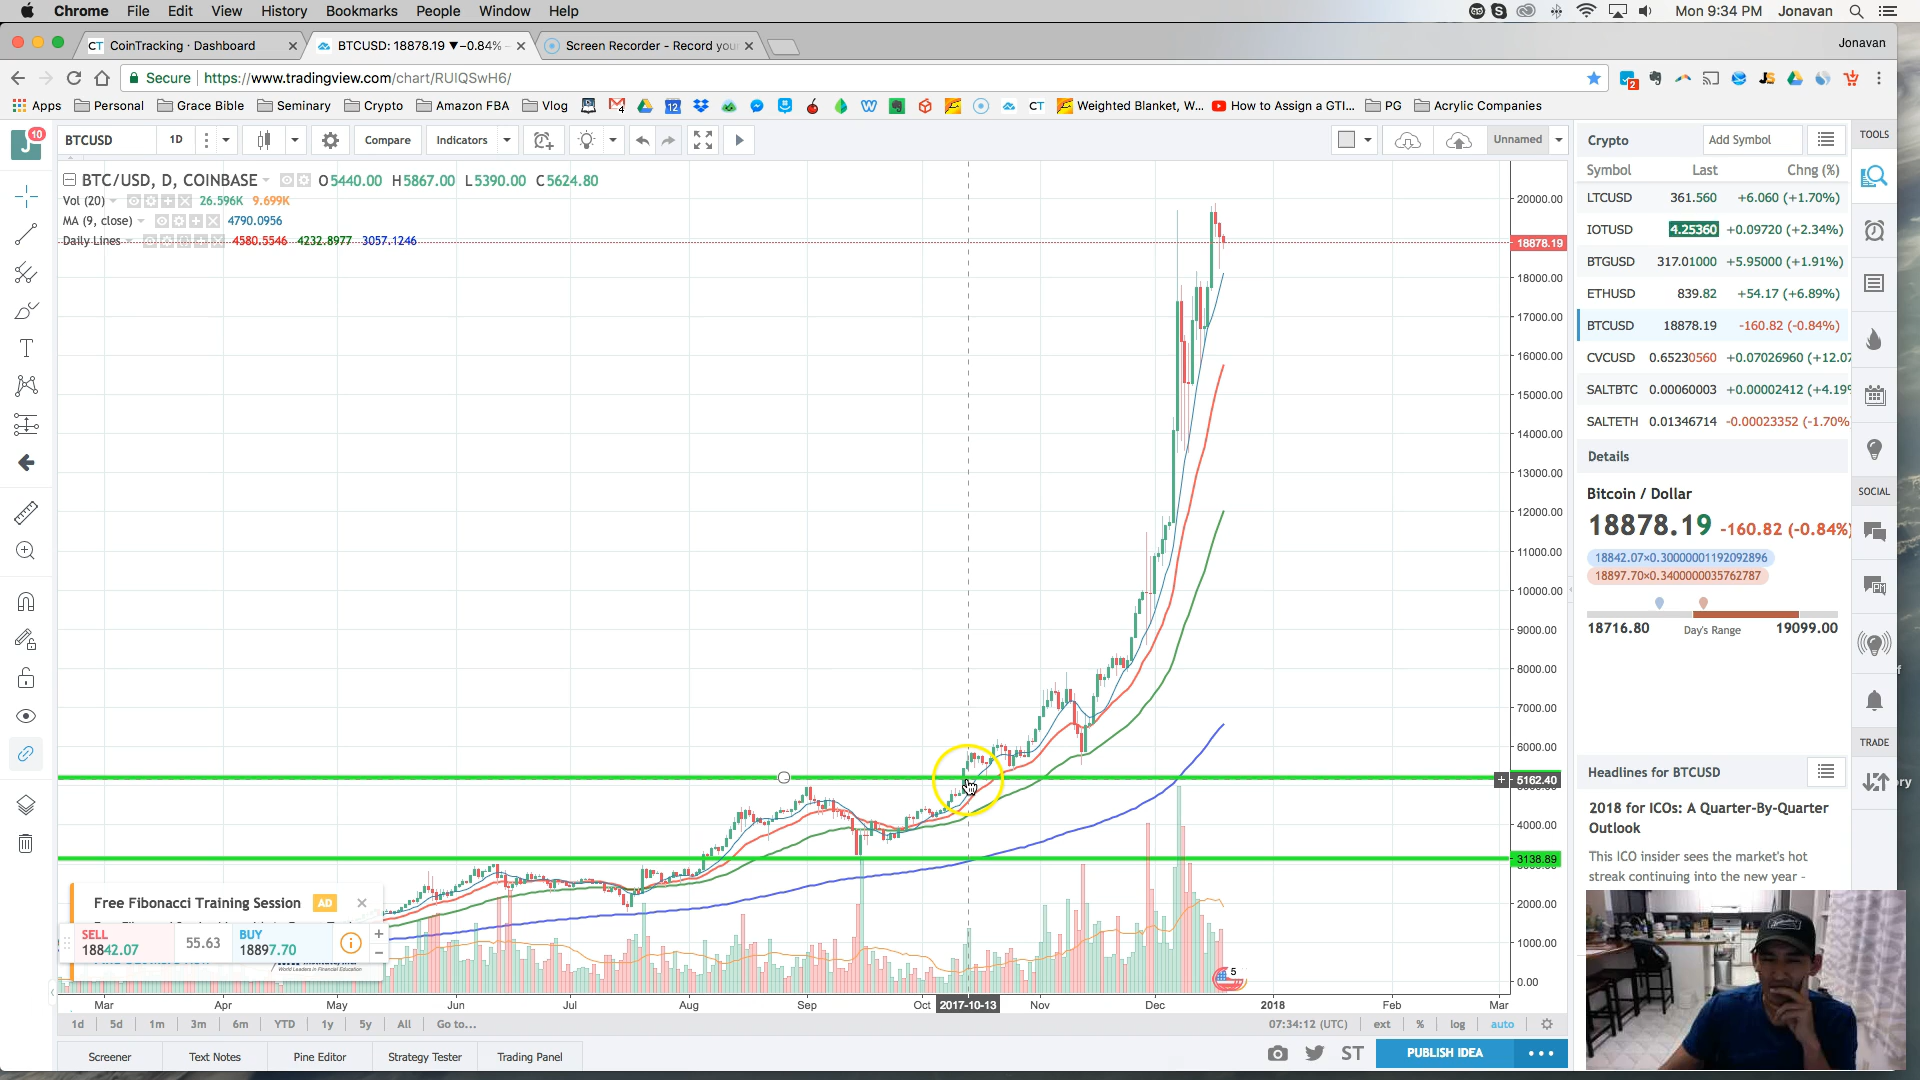 Chrome File Edit View History Bookmarks People Window Help Mon 9:34 PM Jonavan
CT CoinTracking · Dashboard BTCUSD: 18878.19 ▼−0.84% Screen Recorder - Record you Jonavan
Secure https://www.tradingview.com/chart/RUIQSwH6/
Apps Personal Grace Bible Seminary Crypto Amazon FBA Vlog CT Weighted Blanket, W... How to Assign a GTI... PG Acrylic Companies
J 10 BTCUSD 1D Compare Indicators Unnamed
Crypto Add Symbol TOOLS
Symbol Last Chng (%)
BTC/USD, D, COINBASE O5440.00 H5867.00 L5390.00 C5624.80
Vol (20) 26.596K 9.699K
MA (9, close) 4790.0956
Daily Lines 4580.5546 4232.8977 3057.1246
20000.00
18878.19
18000.00
17000.00
16000.00
15000.00
14000.00
13000.00
12000.00
11000.00
10000.00
9000.00
8000.00
7000.00
6000.00
5162.40
4000.00
3138.89
2000.00
1000.00
0.00
LTCUSD 361.560 +6.060 (+1.70%)
IOTUSD 4.25360 +0.09720 (+2.34%)
BTGUSD 317.01000 +5.95000 (+1.91%)
ETHUSD 839.82 +54.17 (+6.89%)
BTCUSD 18878.19 -160.82 (-0.84%)
CVCUSD 0.65230560 +0.07026960 (+12.07
SALTBTC 0.00060003 +0.00002412 (+4.19%
SALTETH 0.01346714 -0.00023352 (-1.70%
Details
SOCIAL
Bitcoin / Dollar
18878.19 -160.82 (-0.84%)
18842.07×0.30000001192092896
18897.70×0.3400000035762787
18716.80 Day's Range 19099.00
TRADE
Headlines for BTCUSD
2018 for ICOs: A Quarter-By-Quarter
Outlook
This ICO insider sees the market's hot
streak continuing into the new year -
Free Fibonacci Training Session AD
SELL
18842.07
55.63
BUY
18897.70
World Leaders in Financial Education
5
Mar Apr May Jun Jul Aug Sep Oct 2017-10-13 Nov Dec 2018 Feb Mar
1d 5d 1m 3m 6m YTD 1y 5y All Go to... 07:34:12 (UTC) ext % log auto
Screener Text Notes Pine Editor Strategy Tester Trading Panel ST PUBLISH IDEA